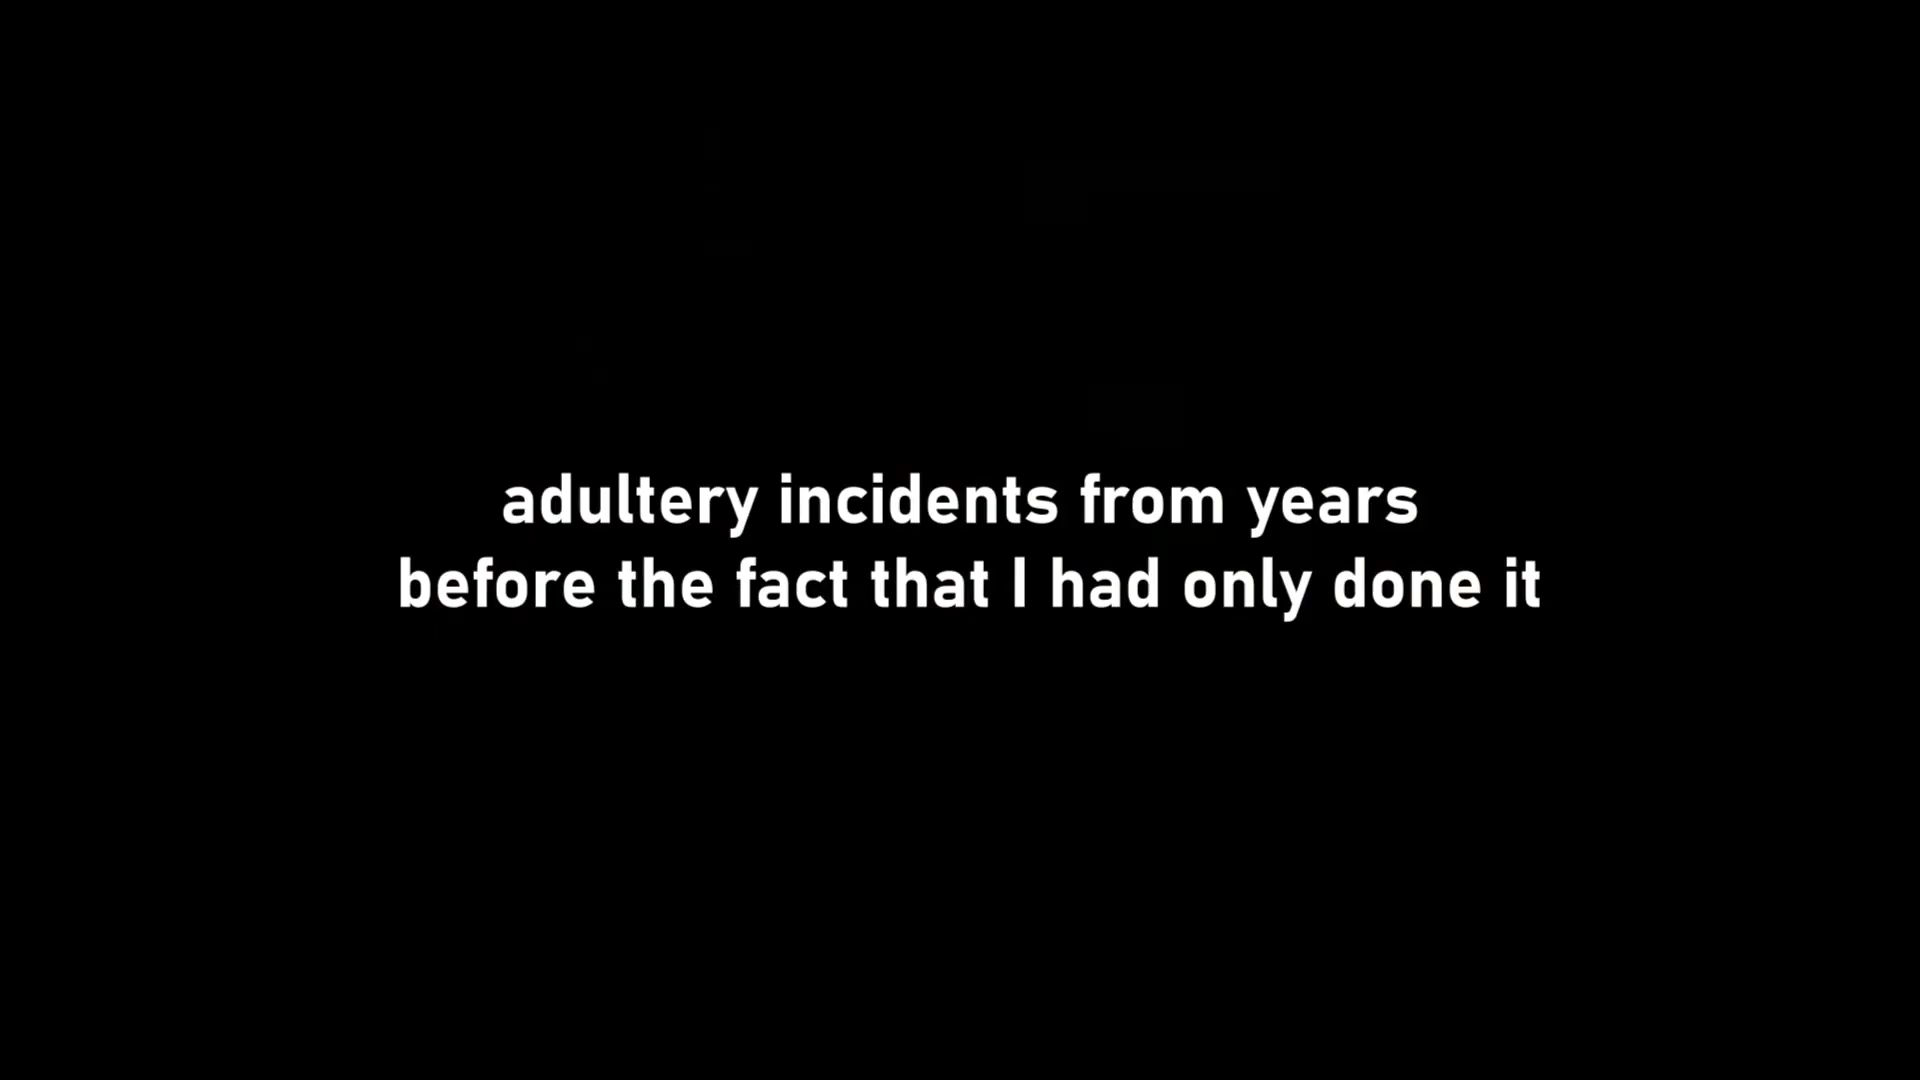 adultery incidents from years
before the fact that I had only done it